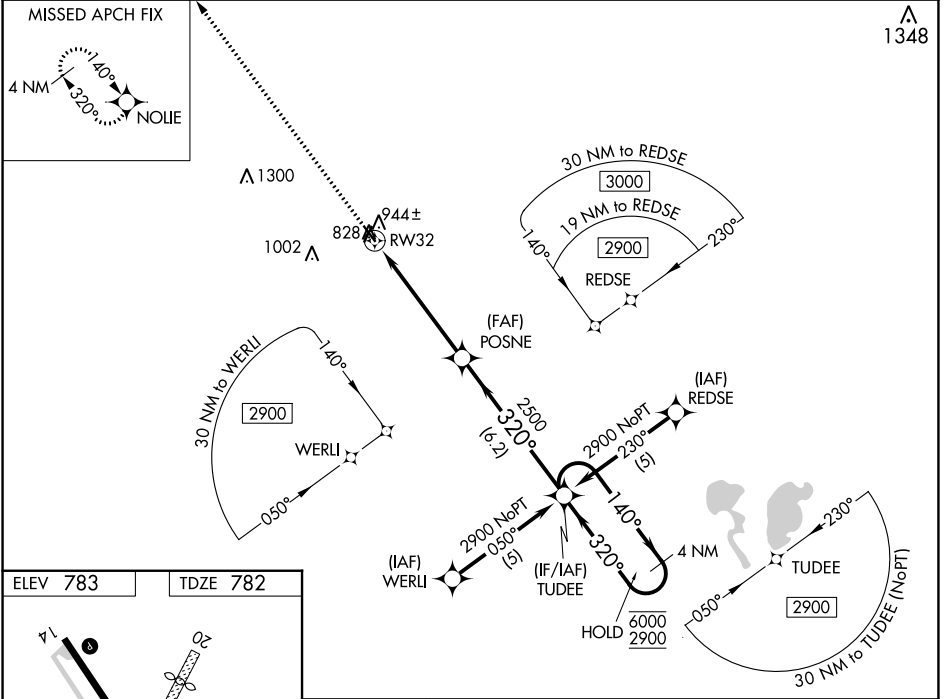 MISSED APCH FIX
140°
4 NM
320°
NOLIE
1348
1300
944±
828
RW32
1002
30 NM to REDSE
3000
19 NM to REDSE
2900
140°
230°
REDSE
(FAF)
POSNE
30 NM to WERLI
140°
2900
WERLI
050°
2500
320°
(6.2)
(IAF)
REDSE
2900 NoPT
230°
(5)
2900 NoPT
050°
(5)
(IAF)
WERLI
(IF/IAF)
TUDEE
140°
320°
4 NM
HOLD
6000
2900
230°
TUDEE
050°
2900
30 NM to TUDEE (NoPT)
ELEV 783
TDZE 782
14
P
20